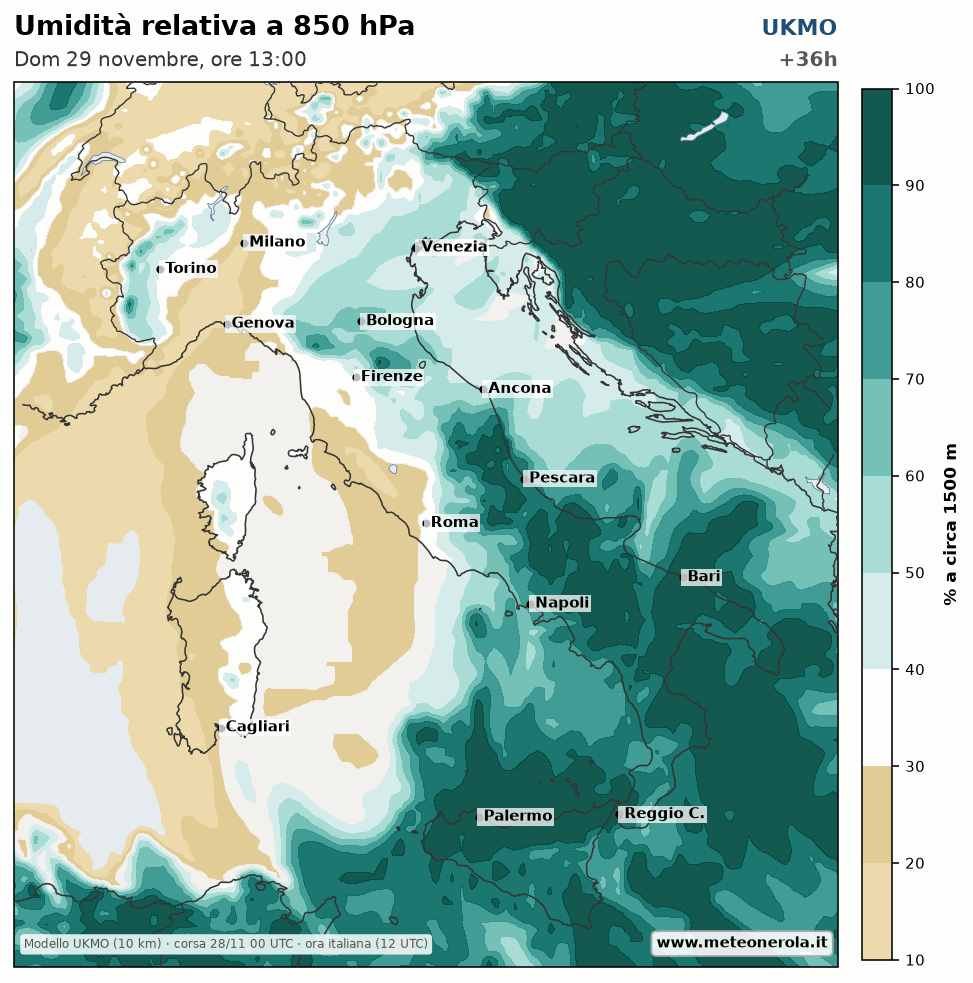 Umidità relativa a 850 hPa
UKMO
Dom 29 novembre, ore 13:00
+36h
Milano
Venezia
Torino
Genova
Bologna
Firenze
Ancona
Pescara
Roma
Bari
Napoli
Cagliari
Palermo
Reggio C.
Modello UKMO (10 km) · corsa 28/11 00 UTC · ora italiana (12 UTC)
www.meteonerola.it
100
90
80
70
60
50
40
30
20
10
% a circa 1500 m